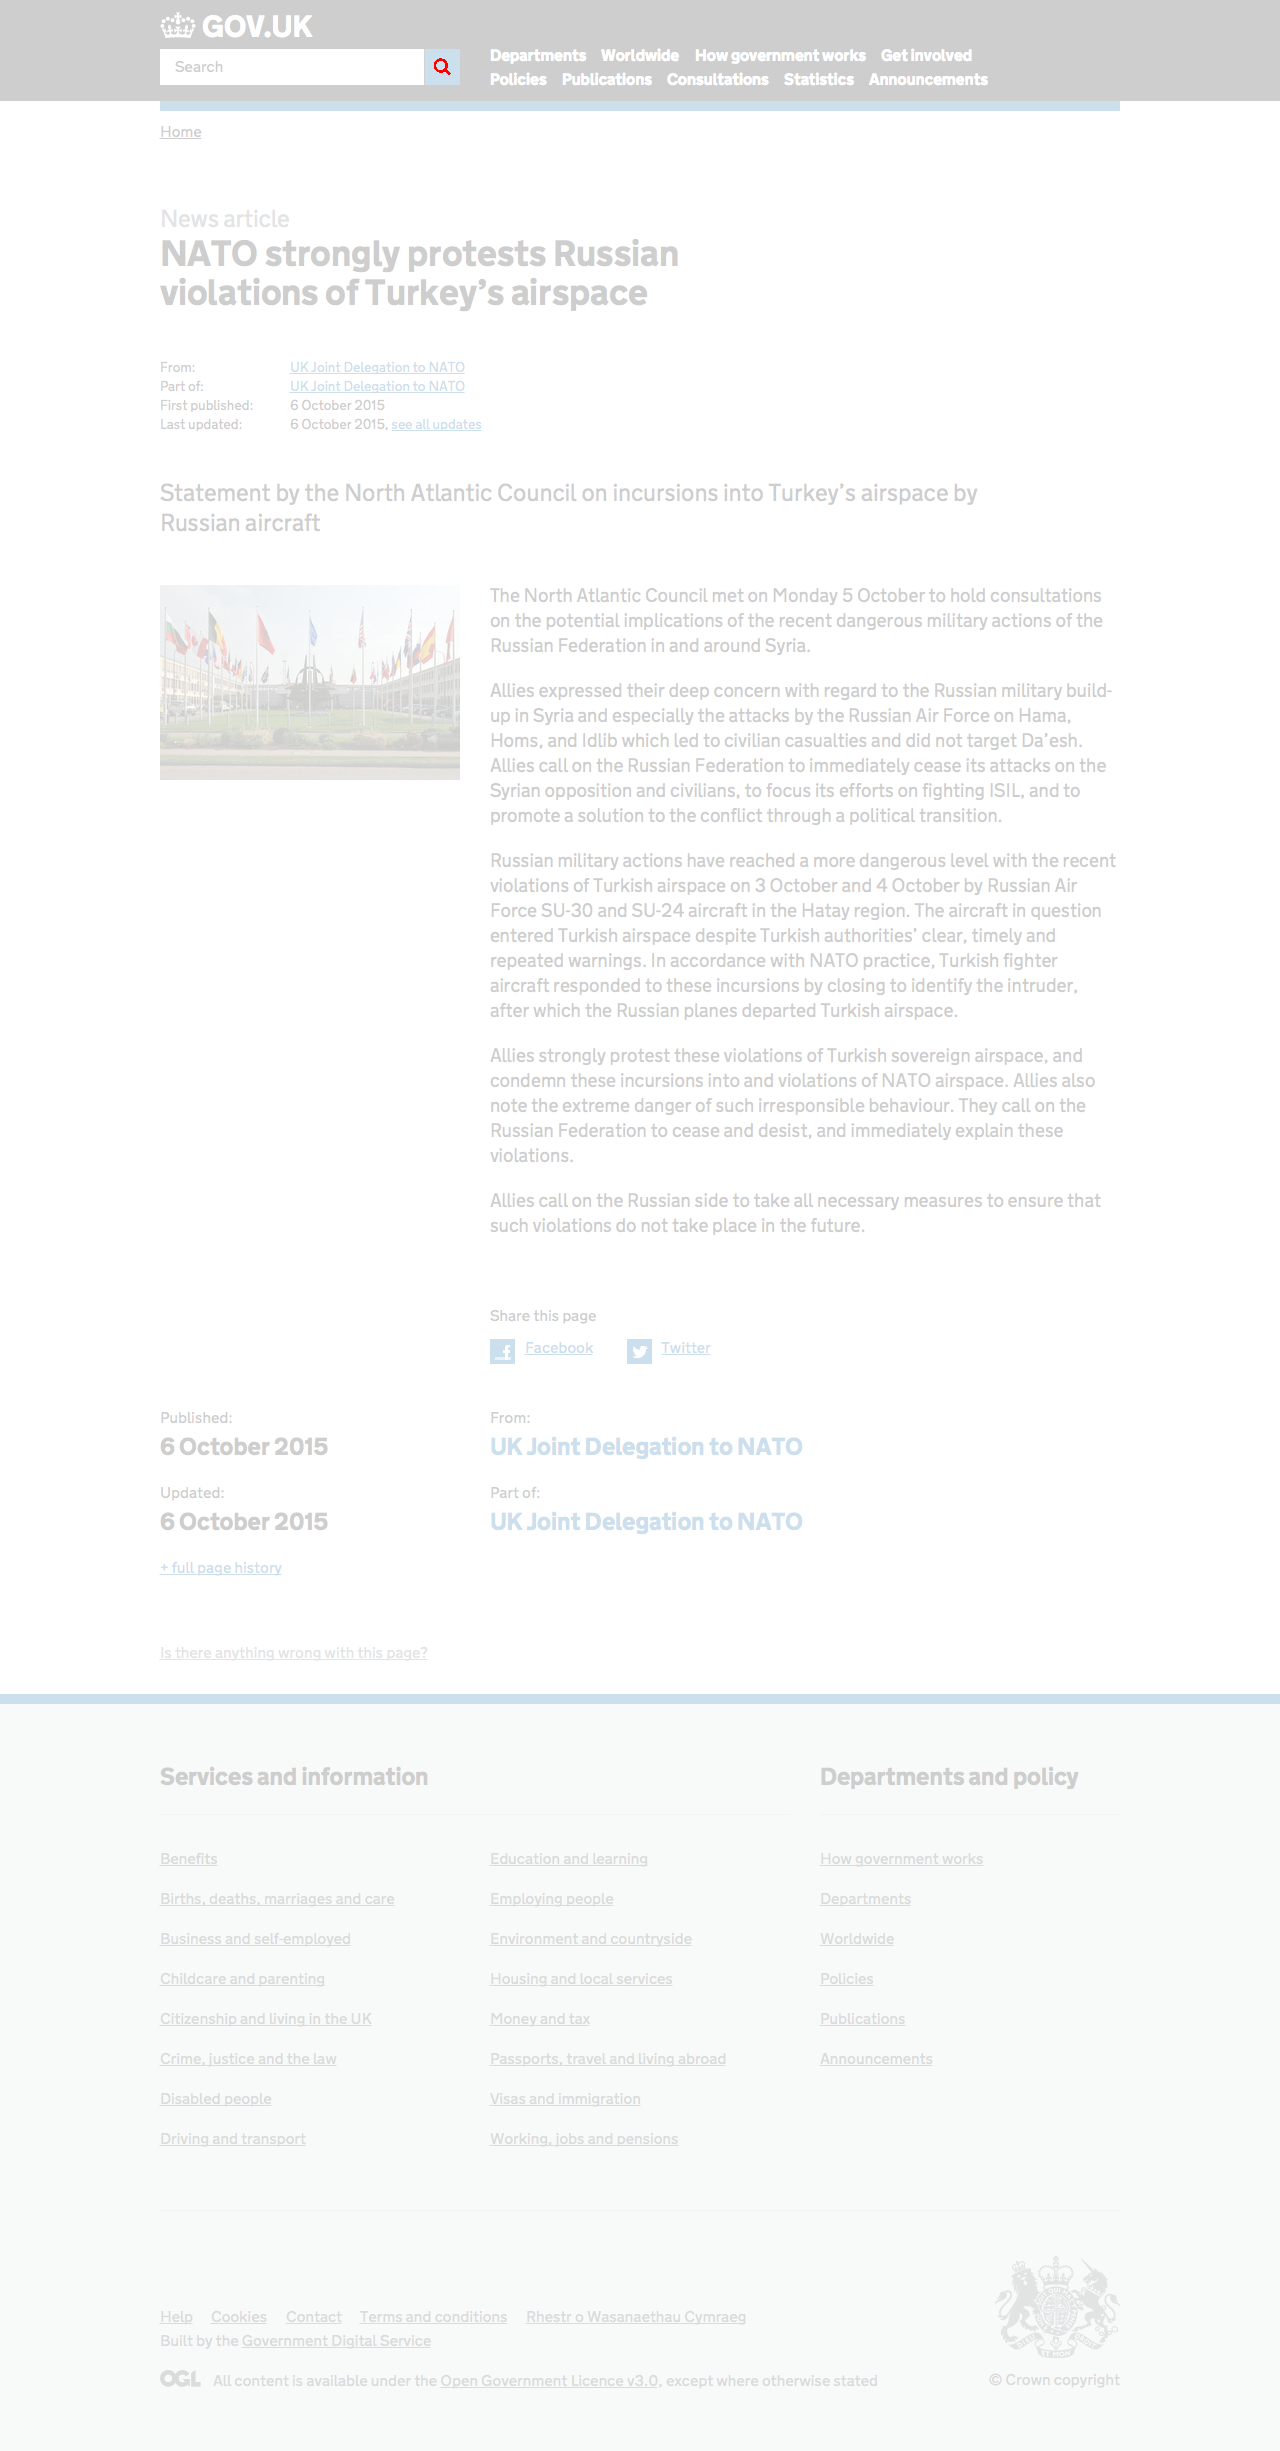 GOV.UK
Search
Departments Worldwide How government works Get involved
Policies Publications Consultations Statistics Announcements
Home
News article
NATO strongly protests Russian
violations of Turkey’s airspace
From: UK Joint Delegation to NATO
Part of: UK Joint Delegation to NATO
First published: 6 October 2015
Last updated: 6 October 2015, see all updates
Statement by the North Atlantic Council on incursions into Turkey’s airspace by
Russian aircraft
The North Atlantic Council met on Monday 5 October to hold consultations
on the potential implications of the recent dangerous military actions of the
Russian Federation in and around Syria.
Allies expressed their deep concern with regard to the Russian military build-
up in Syria and especially the attacks by the Russian Air Force on Hama,
Homs, and Idlib which led to civilian casualties and did not target Da’esh.
Allies call on the Russian Federation to immediately cease its attacks on the
Syrian opposition and civilians, to focus its efforts on fighting ISIL, and to
promote a solution to the conflict through a political transition.
Russian military actions have reached a more dangerous level with the recent
violations of Turkish airspace on 3 October and 4 October by Russian Air
Force SU-30 and SU-24 aircraft in the Hatay region. The aircraft in question
entered Turkish airspace despite Turkish authorities’ clear, timely and
repeated warnings. In accordance with NATO practice, Turkish fighter
aircraft responded to these incursions by closing to identify the intruder,
after which the Russian planes departed Turkish airspace.
Allies strongly protest these violations of Turkish sovereign airspace, and
condemn these incursions into and violations of NATO airspace. Allies also
note the extreme danger of such irresponsible behaviour. They call on the
Russian Federation to cease and desist, and immediately explain these
violations.
Allies call on the Russian side to take all necessary measures to ensure that
such violations do not take place in the future.
Share this page
Facebook Twitter
Published: From:
6 October 2015 UK Joint Delegation to NATO
Updated: Part of:
6 October 2015 UK Joint Delegation to NATO
+ full page history
Is there anything wrong with this page?
Services and information
Departments and policy
Benefits Education and learning How government works
Births, deaths, marriages and care Employing people Departments
Business and self-employed Environment and countryside Worldwide
Childcare and parenting Housing and local services Policies
Citizenship and living in the UK Money and tax Publications
Crime, justice and the law Passports, travel and living abroad Announcements
Disabled people Visas and immigration
Driving and transport Working, jobs and pensions
Help Cookies Contact Terms and conditions Rhestr o Wasanaethau Cymraeg
Built by the Government Digital Service
OGL All content is available under the Open Government Licence v3.0, except where otherwise stated
© Crown copyright